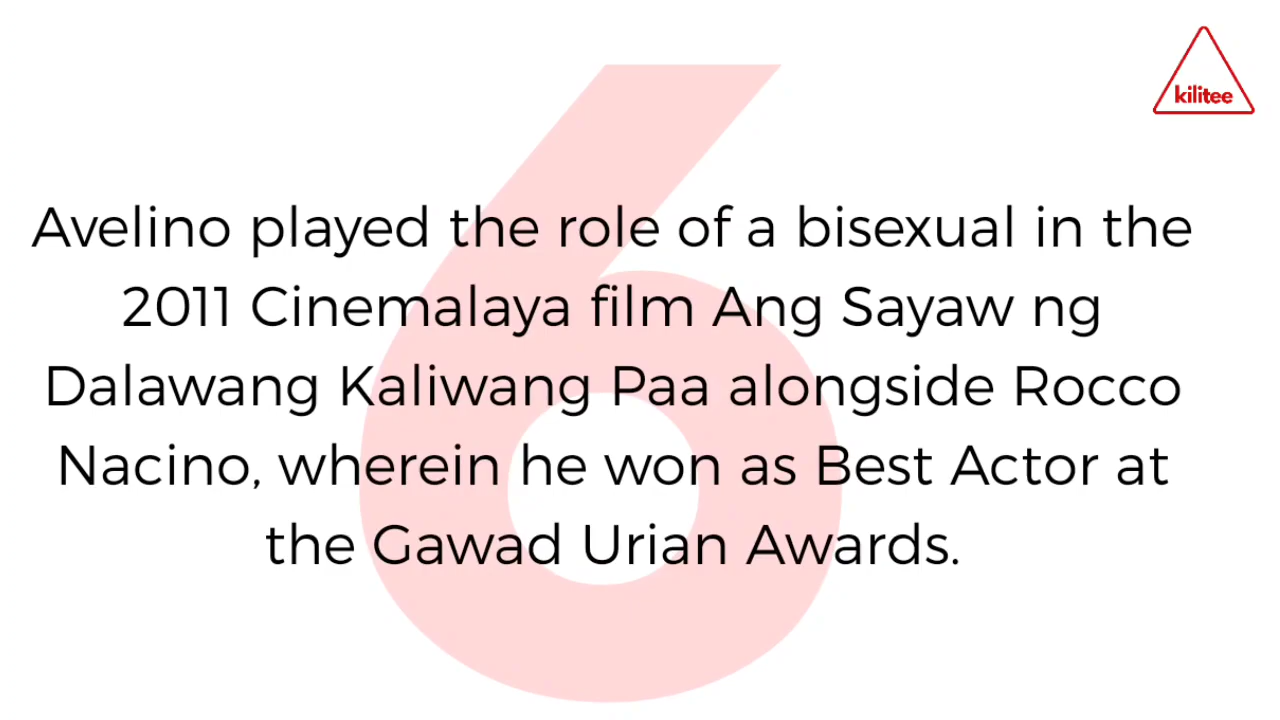 kilitee
6
Avelino played the role of a bisexual in the
2011 Cinemalaya film Ang Sayaw ng
Dalawang Kaliwang Paa alongside Rocco
Nacino, wherein he won as Best Actor at
the Gawad Urian Awards.